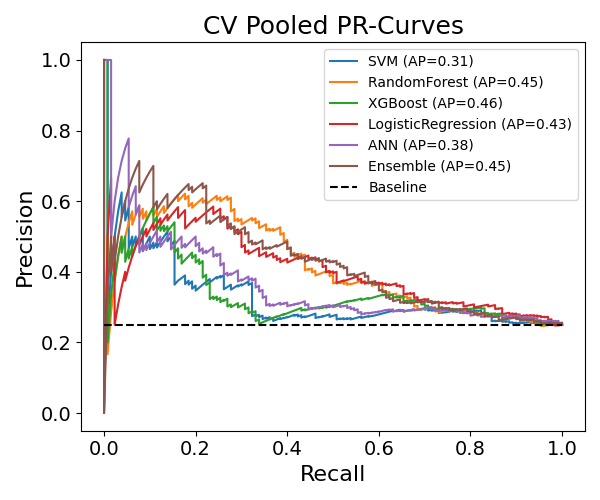 CV Pooled PR-Curves
SVM (AP=0.31)
RandomForest (AP=0.45)
XGBoost (AP=0.46)
LogisticRegression (AP=0.43)
ANN (AP=0.38)
Ensemble (AP=0.45)
Baseline
Precision
1.0
0.8
0.6
0.4
0.2
0.0
0.0 0.2 0.4 0.6 0.8 1.0
Recall